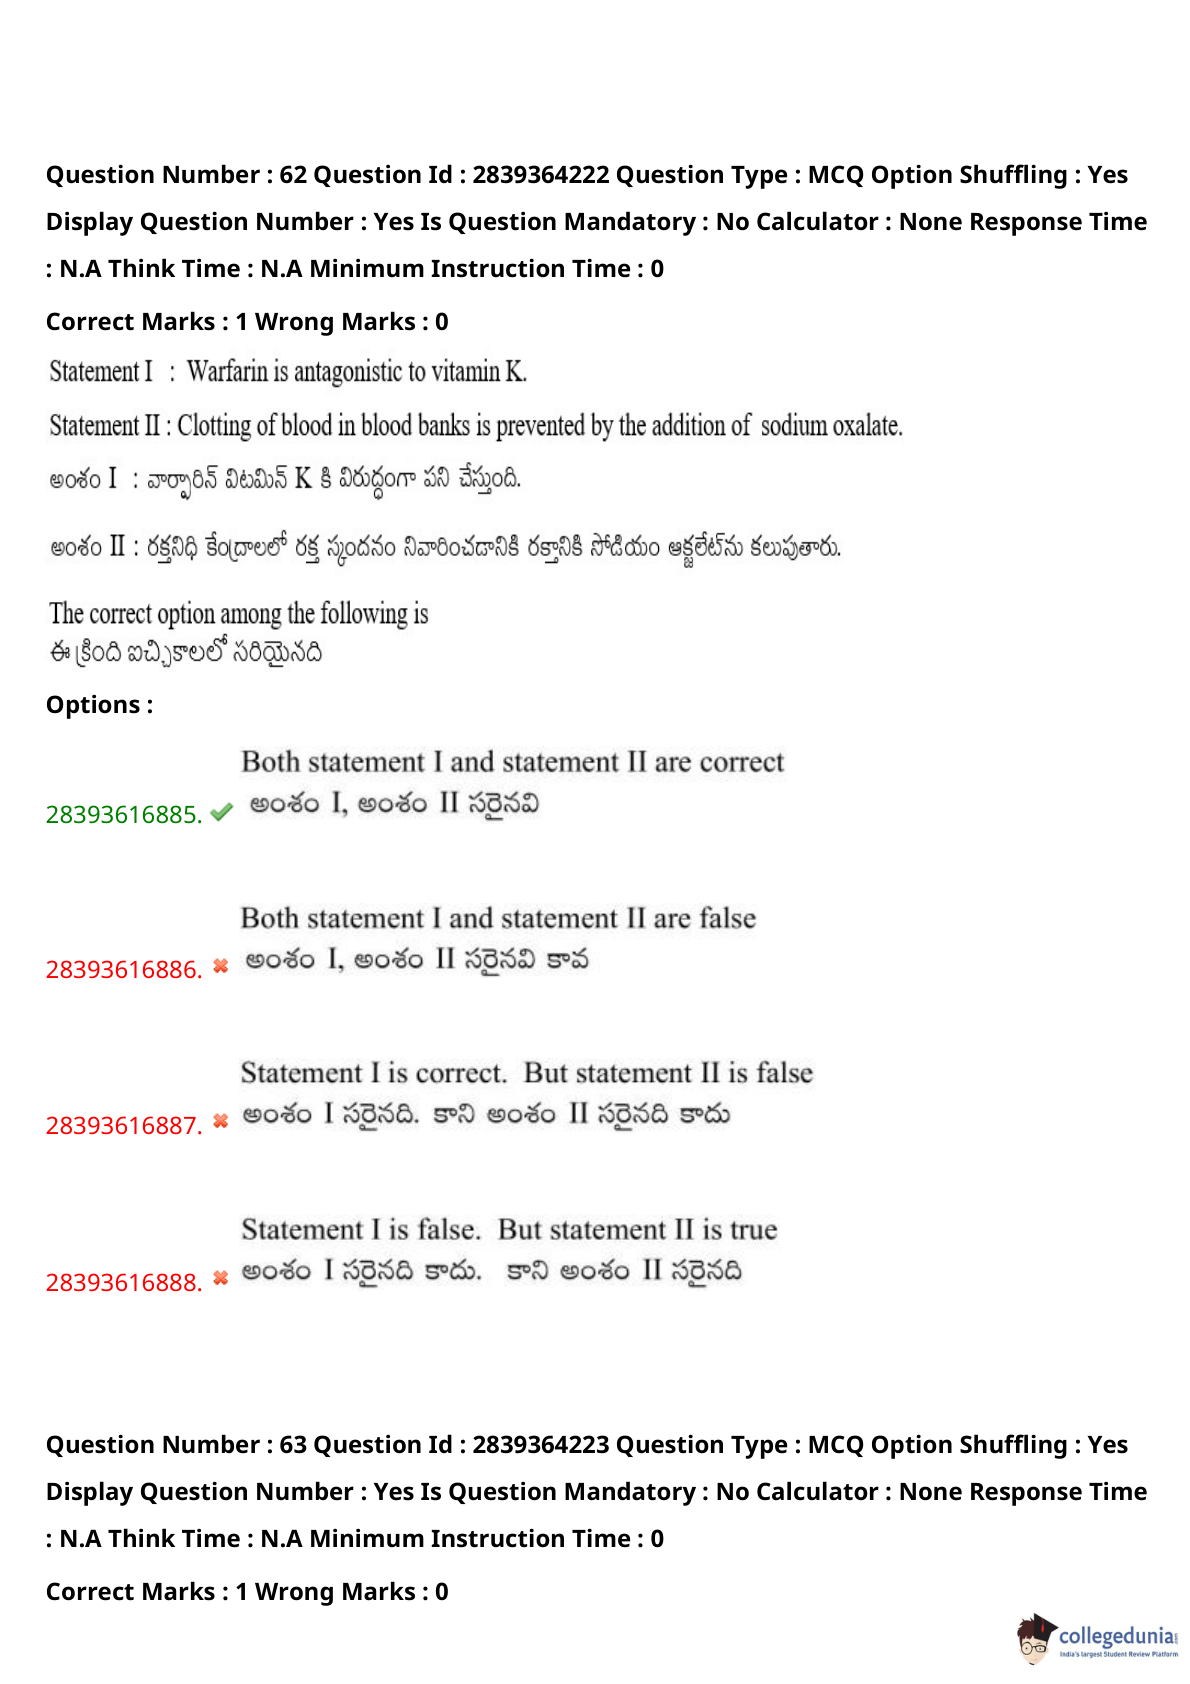 Question Number : 62 Question Id : 2839364222 Question Type : MCQ Option Shuffling : Yes
Display Question Number : Yes Is Question Mandatory : No Calculator : None Response Time
: N.A Think Time : N.A Minimum Instruction Time : 0
Correct Marks : 1 Wrong Marks : 0
Statement I : Warfarin is antagonistic to vitamin K.
Statement II : Clotting of blood in blood banks is prevented by the addition of sodium oxalate.
అంశం I : వార్ఫారిన్ విటమిన్ K కి విరుద్ధంగా పని చేస్తుంది.
అంశం II : రక్తనిధి కేంద్రాలలో రక్త స్కందనం నివారించడానికి రక్తానికి సోడియం ఆక్జలేట్‌ను కలుపుతారు.
The correct option among the following is
ఈ క్రింది ఐచ్ఛికాలలో సరియైనది
Options :
Both statement I and statement II are correct
28393616885. అంశం I, అంశం II సరైనవి
Both statement I and statement II are false
28393616886. అంశం I, అంశం II సరైనవి కావ
Statement I is correct. But statement II is false
28393616887. అంశం I సరైనది. కాని అంశం II సరైనది కాదు
Statement I is false. But statement II is true
28393616888. అంశం I సరైనది కాదు. కాని అంశం II సరైనది
Question Number : 63 Question Id : 2839364223 Question Type : MCQ Option Shuffling : Yes
Display Question Number : Yes Is Question Mandatory : No Calculator : None Response Time
: N.A Think Time : N.A Minimum Instruction Time : 0
Correct Marks : 1 Wrong Marks : 0
collegedunia
India's largest Student Review Platform